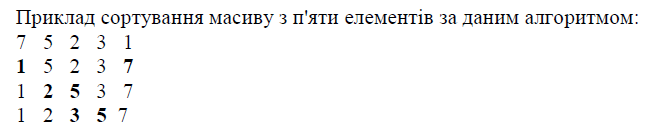 Приклад сортування масиву з п'яти елементів за даним алгоритмом:
7 5 2 3 1
1 5 2 3 7
1 2 5 3 7
1 2 3 5 7